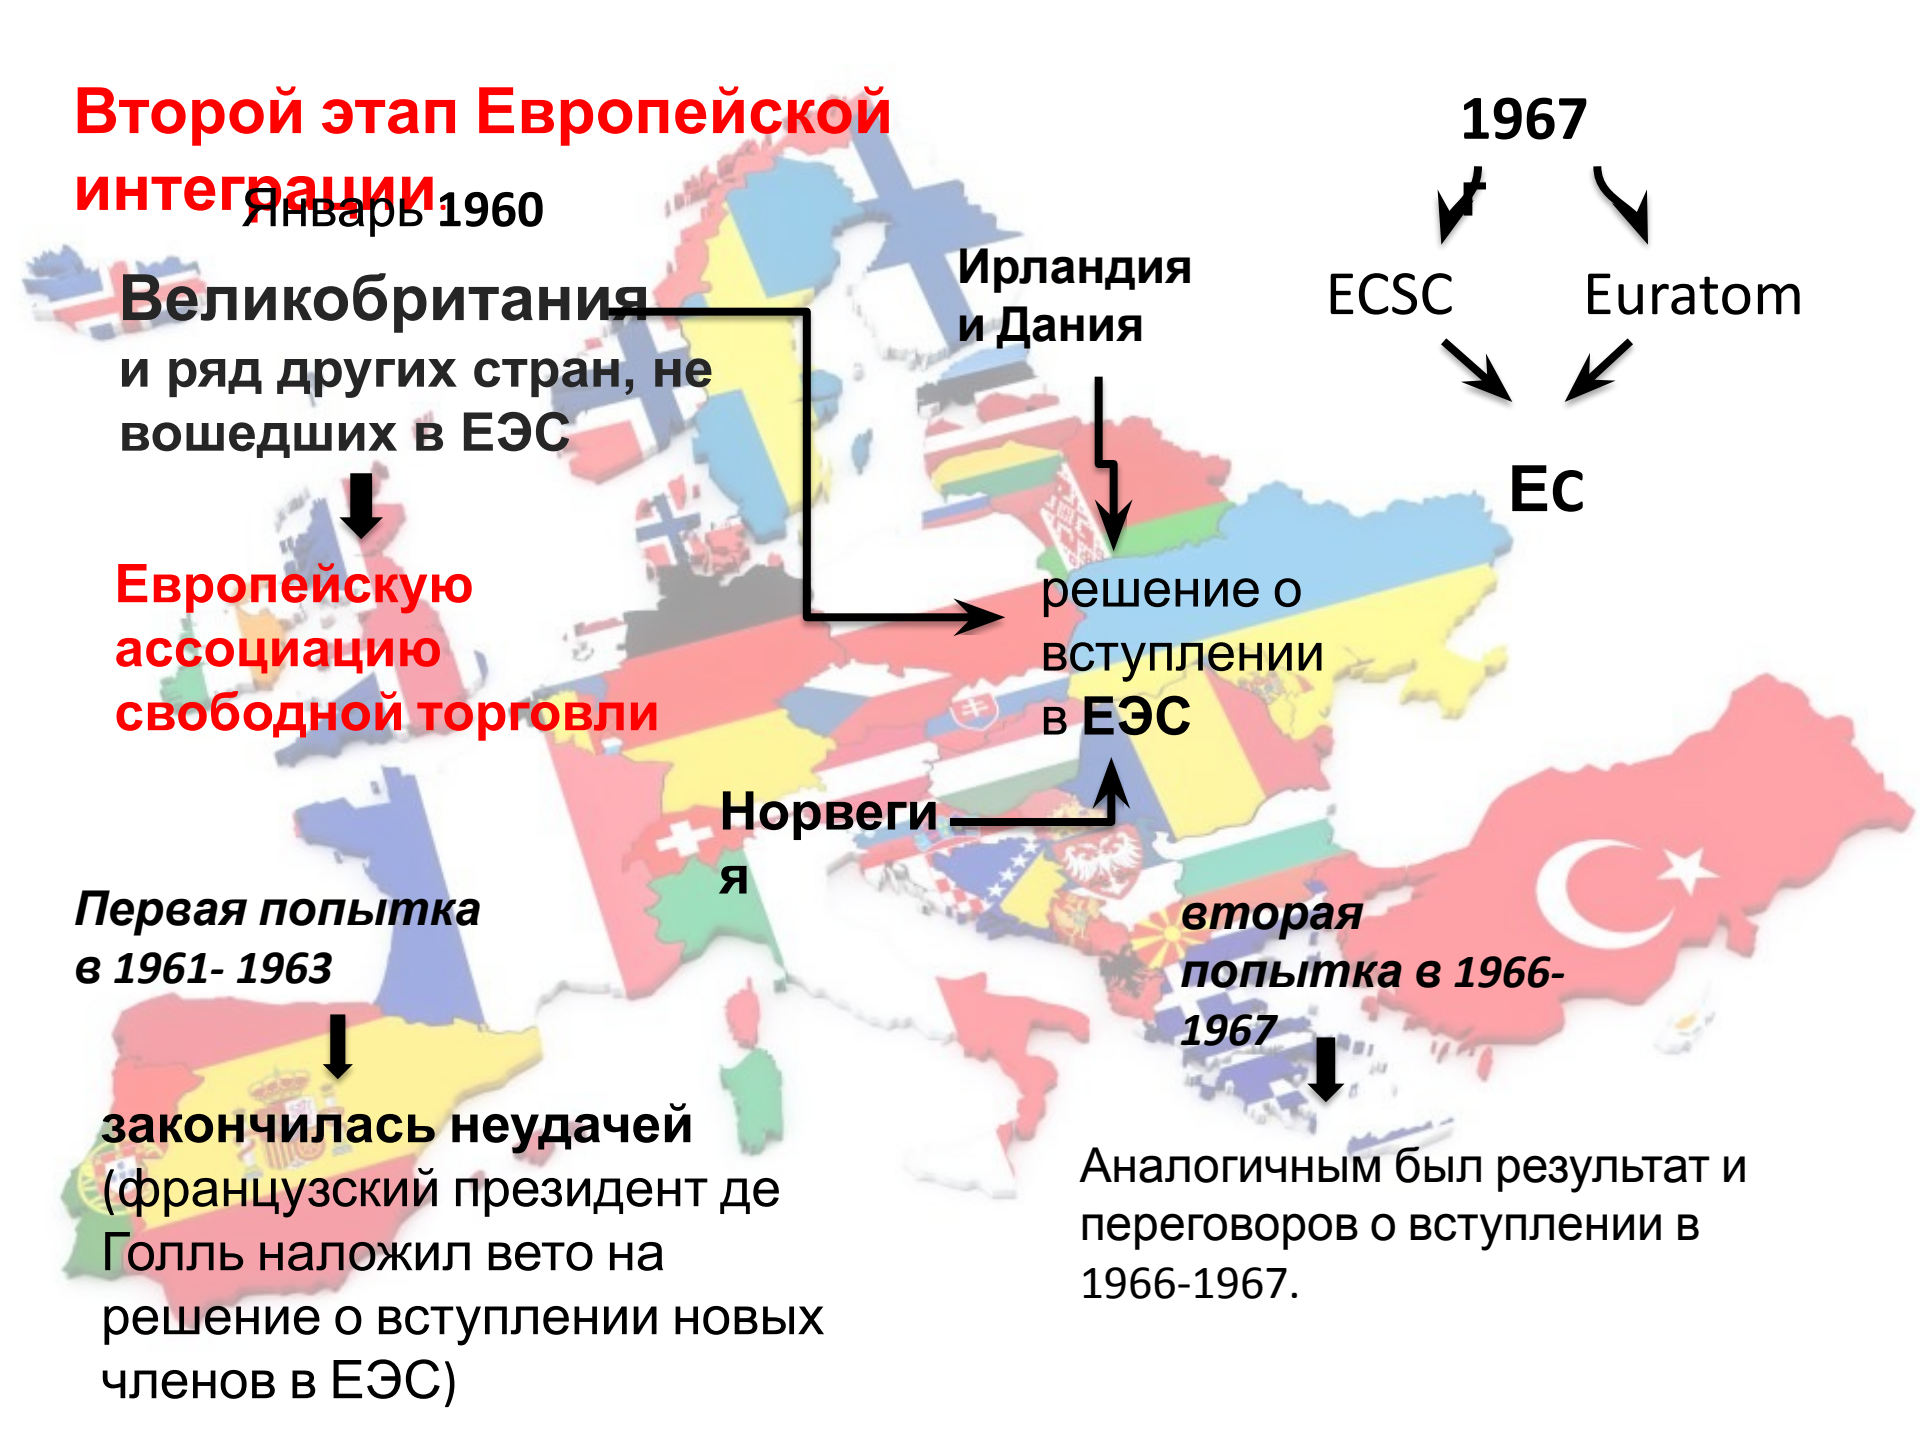 Второй этап Европейской
интеграции.
Январь 1960
Великобритания
и ряд других стран, не
вошедших в ЕЭС
Европейскую
ассоциацию
свободной торговли
Ирландия
и Дания
1967
г
ECSC Euratom
ЕС
решение о
вступлении
в ЕЭС
Норвеги
я
Первая попытка
в 1961- 1963
закончилась неудачей
(французский президент де
Голль наложил вето на
решение о вступлении новых
членов в ЕЭС)
вторая
попытка в 1966-
1967
Аналогичным был результат и
переговоров о вступлении в
1966-1967.